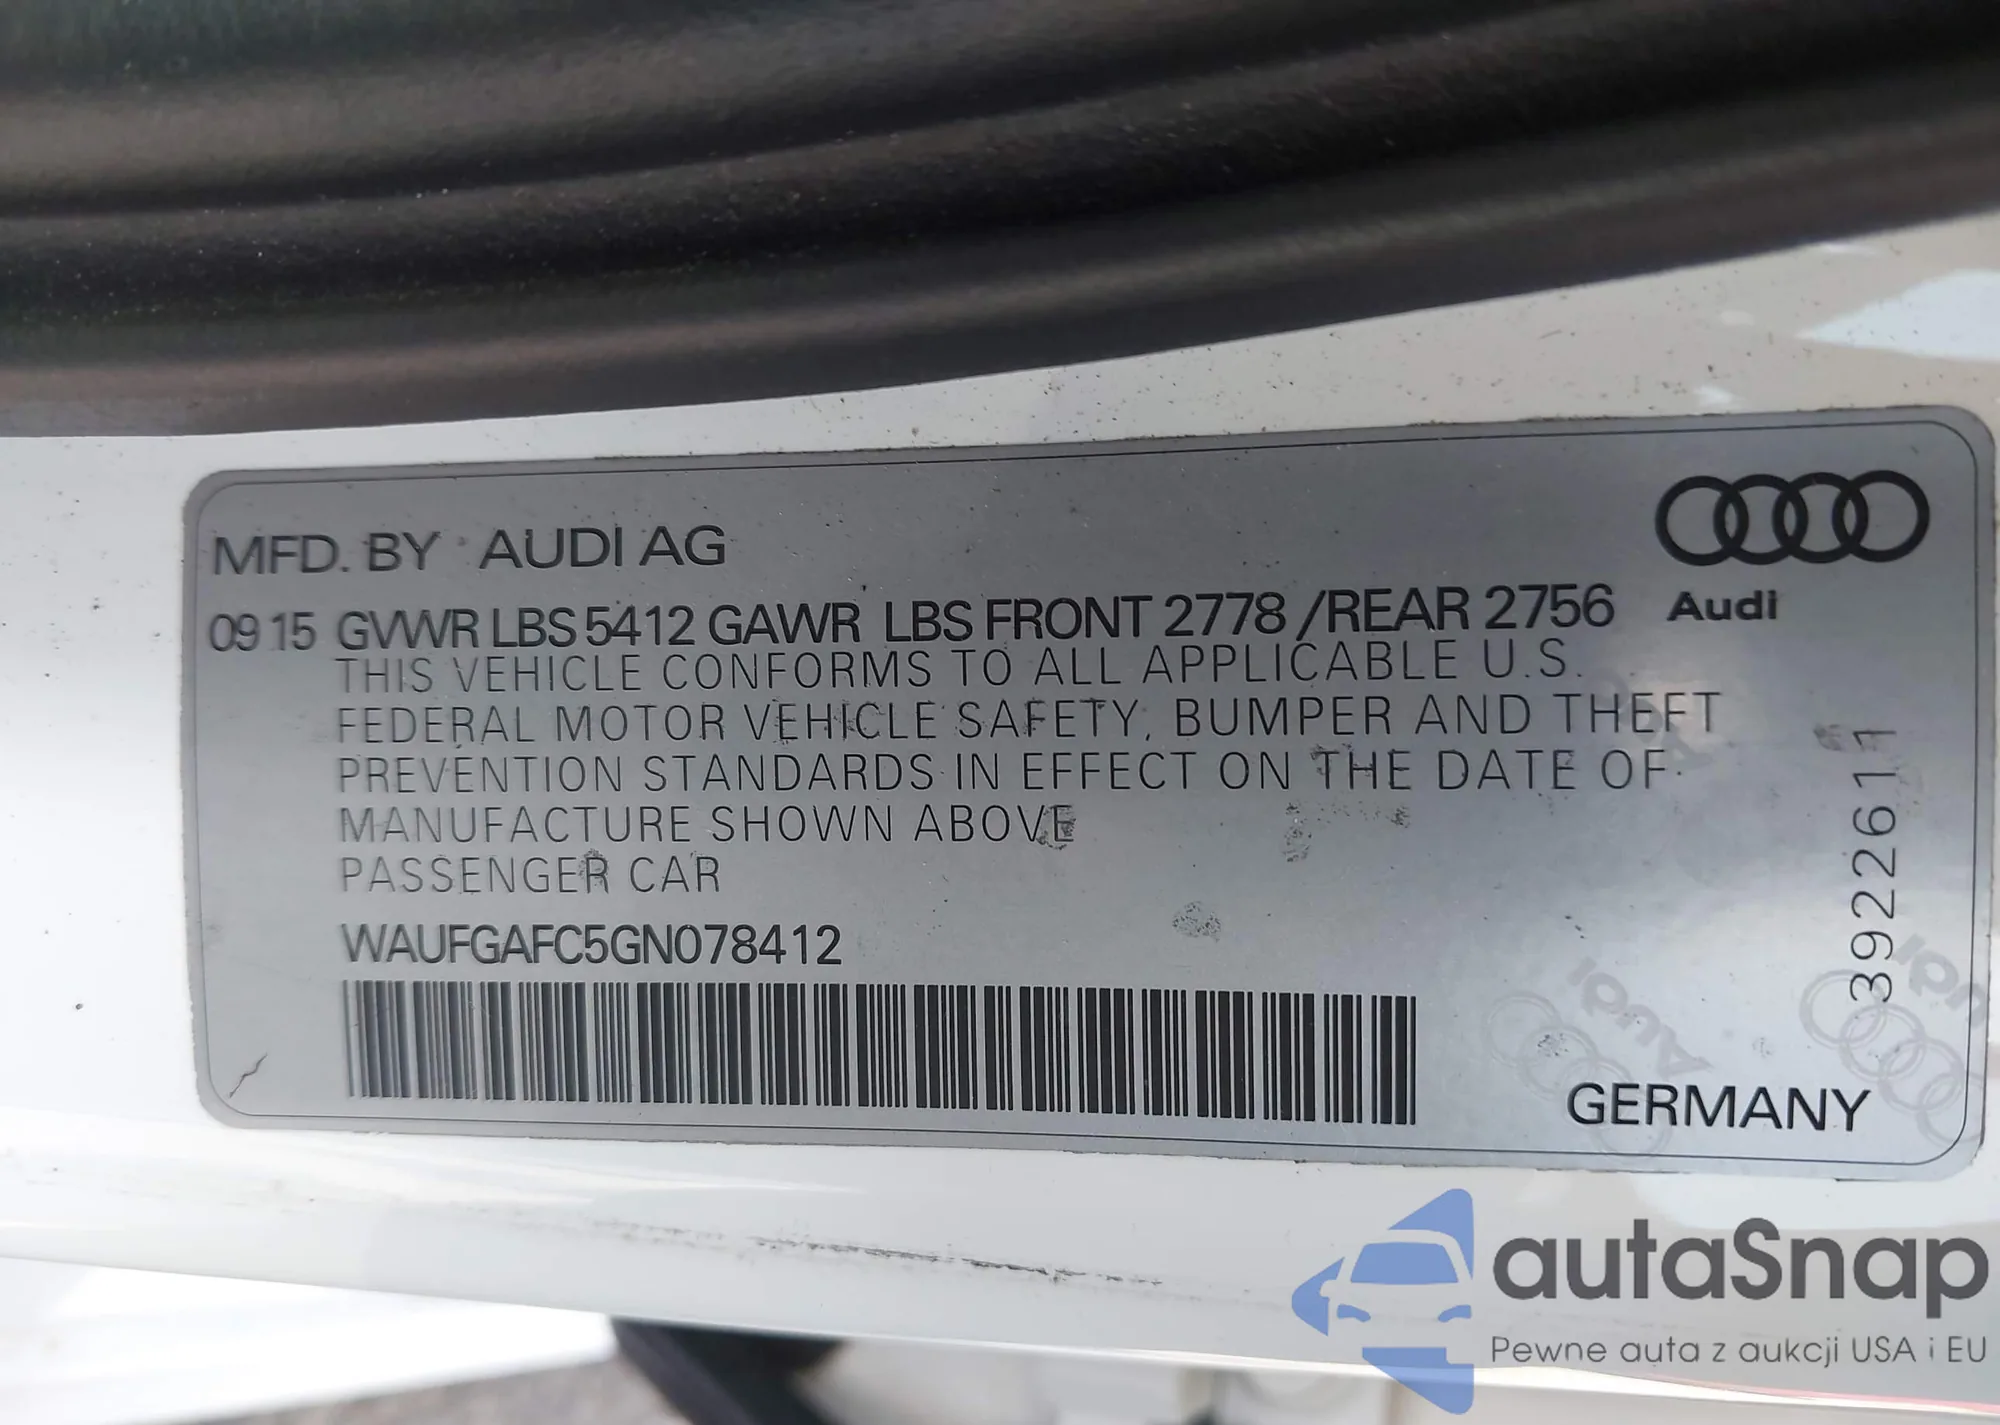 MFD. BY AUDI AG
Audi
09 15 GVWR LBS 5412 GAWR LBS FRONT 2778 /REAR 2756
THIS VEHICLE CONFORMS TO ALL APPLICABLE U.S.
FEDERAL MOTOR VEHICLE SAFETY, BUMPER AND THEFT
PREVENTION STANDARDS IN EFFECT ON THE DATE OF
MANUFACTURE SHOWN ABOVE
PASSENGER CAR
WAUFGAFC5GN078412
3922611
Audi
GERMANY
autaSnap
Pewne auta z aukcji USA i EU